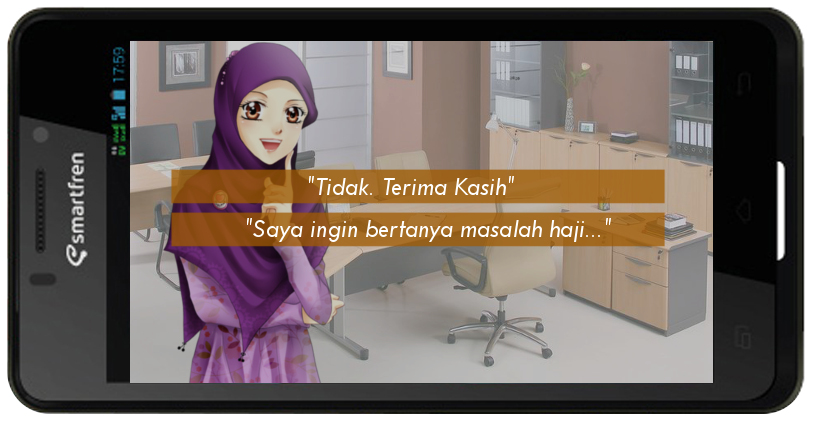 "Tidak. Terima Kasih"
"Saya ingin bertanya masalah haji..."
smartfren
17:59